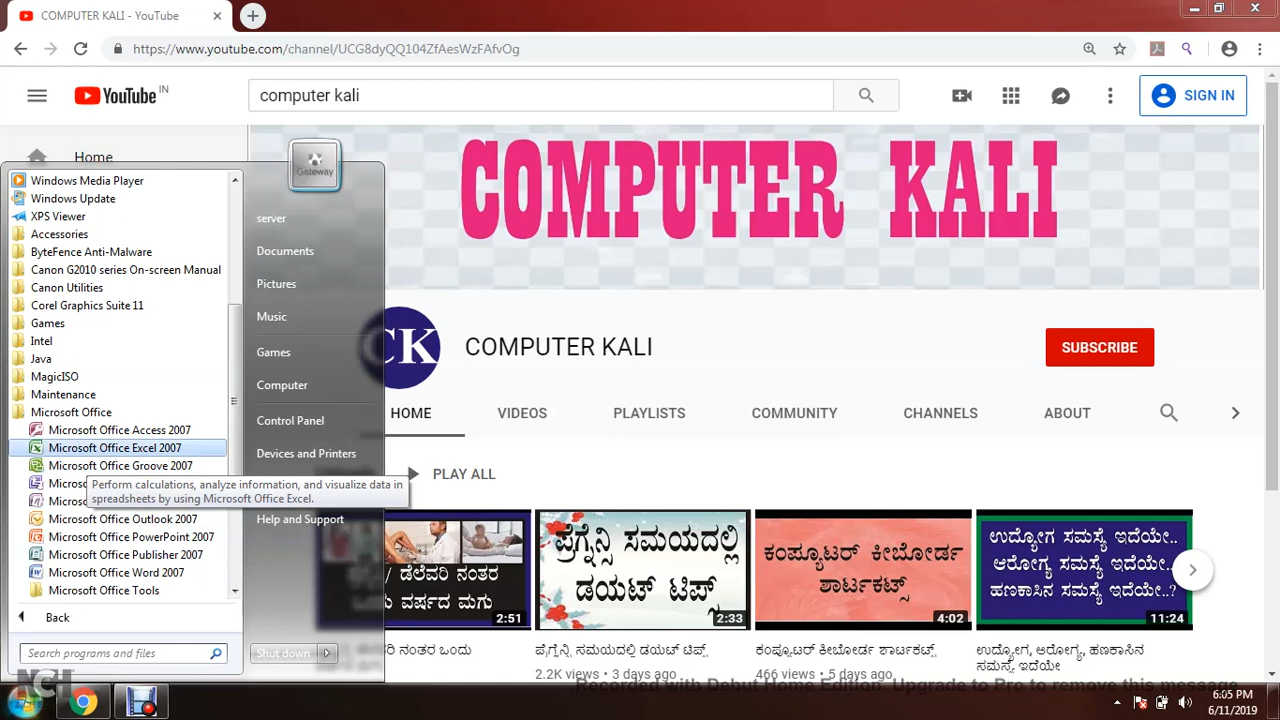 COMPUTER KALI - YouTube
https://www.youtube.com/channel/UCG8dyQQ104ZfAesWzFAfvOg
YouTube IN
computer kali
SIGN IN
Home
COMPUTER KALI
Gateway
Windows Media Player
Windows Update
XPS Viewer
Accessories
ByteFence Anti-Malware
Canon G2010 series On-screen Manual
Canon Utilities
Corel Graphics Suite 11
Games
Intel
Java
MagicISO
Maintenance
Microsoft Office
Microsoft Office Access 2007
Microsoft Office Excel 2007
Microsoft Office Groove 2007
Perform calculations, analyze information, and visualize data in
spreadsheets by using Microsoft Office Excel.
Microsoft Office Outlook 2007
Microsoft Office PowerPoint 2007
Microsoft Office Publisher 2007
Microsoft Office Word 2007
Microsoft Office Tools
Back
Search programs and files
server
Documents
Pictures
Music
Games
Computer
Control Panel
Devices and Printers
Help and Support
Shut down
CK
COMPUTER KALI
SUBSCRIBE
HOME
VIDEOS
PLAYLISTS
COMMUNITY
CHANNELS
ABOUT
PLAY ALL
/ ಡೆಲಿವರಿ ನಂತರ
ವರ್ಷದ ಮಗು
2:51
ಪ್ರೆಗ್ನೆನ್ಸಿ ಸಮಯದಲ್ಲಿ
ಡಯಟ್ ಟಿಪ್ಸ್
2:33
ಕಂಪ್ಯೂಟರ್ ಕೀಬೋರ್ಡ
ಶಾರ್ಟಕಟ್ಸ್
4:02
ಉದ್ಯೋಗ ಸಮಸ್ಯೆ ಇದೆಯೇ..
ಆರೋಗ್ಯ ಸಮಸ್ಯೆ ಇದೆಯೇ..
ಹಣಕಾಸಿನ ಸಮಸ್ಯೆ ಇದೆಯೇ..?
11:24
ನಂತರ ಒಂದು
ಪ್ರೆಗ್ನೆನ್ಸಿ ಸಮಯದಲ್ಲಿ ಡಯಟ್ ಟಿಪ್ಸ್
2.2K views • 3 days ago
ಕಂಪ್ಯೂಟರ್ ಕೀಬೋರ್ಡ ಶಾರ್ಟಕಟ್ಸ್
466 views • 5 days ago
ಉದ್ಯೋಗ, ಆರೋಗ್ಯ, ಹಣಕಾಸಿನ
ಸಮಸ್ಯೆ ಇದೆಯೇ
Recorded with Debut Home Edition. Upgrade to Pro to remove this message
NCH
6:05 PM
6/11/2019